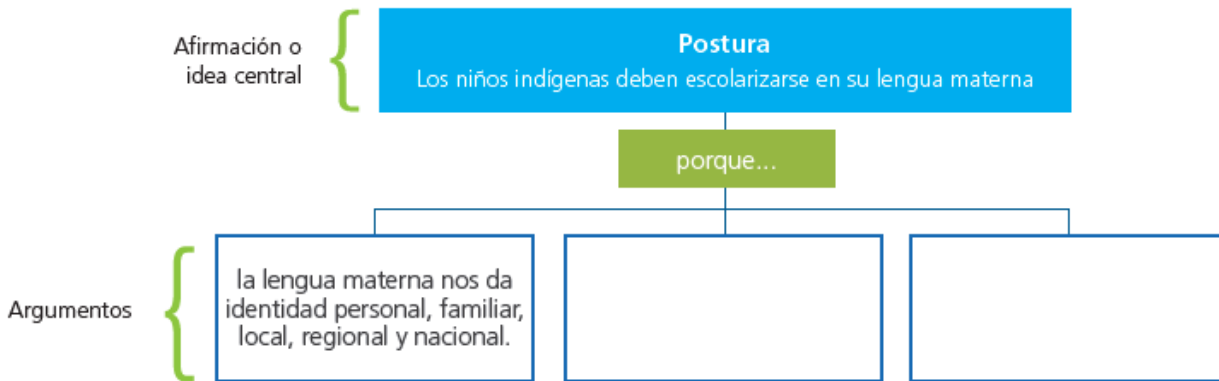 Afirmación o
idea central
Postura
Los niños indígenas deben escolarizarse en su lengua materna
porque...
Argumentos
la lengua materna nos da
identidad personal, familiar,
local, regional y nacional.